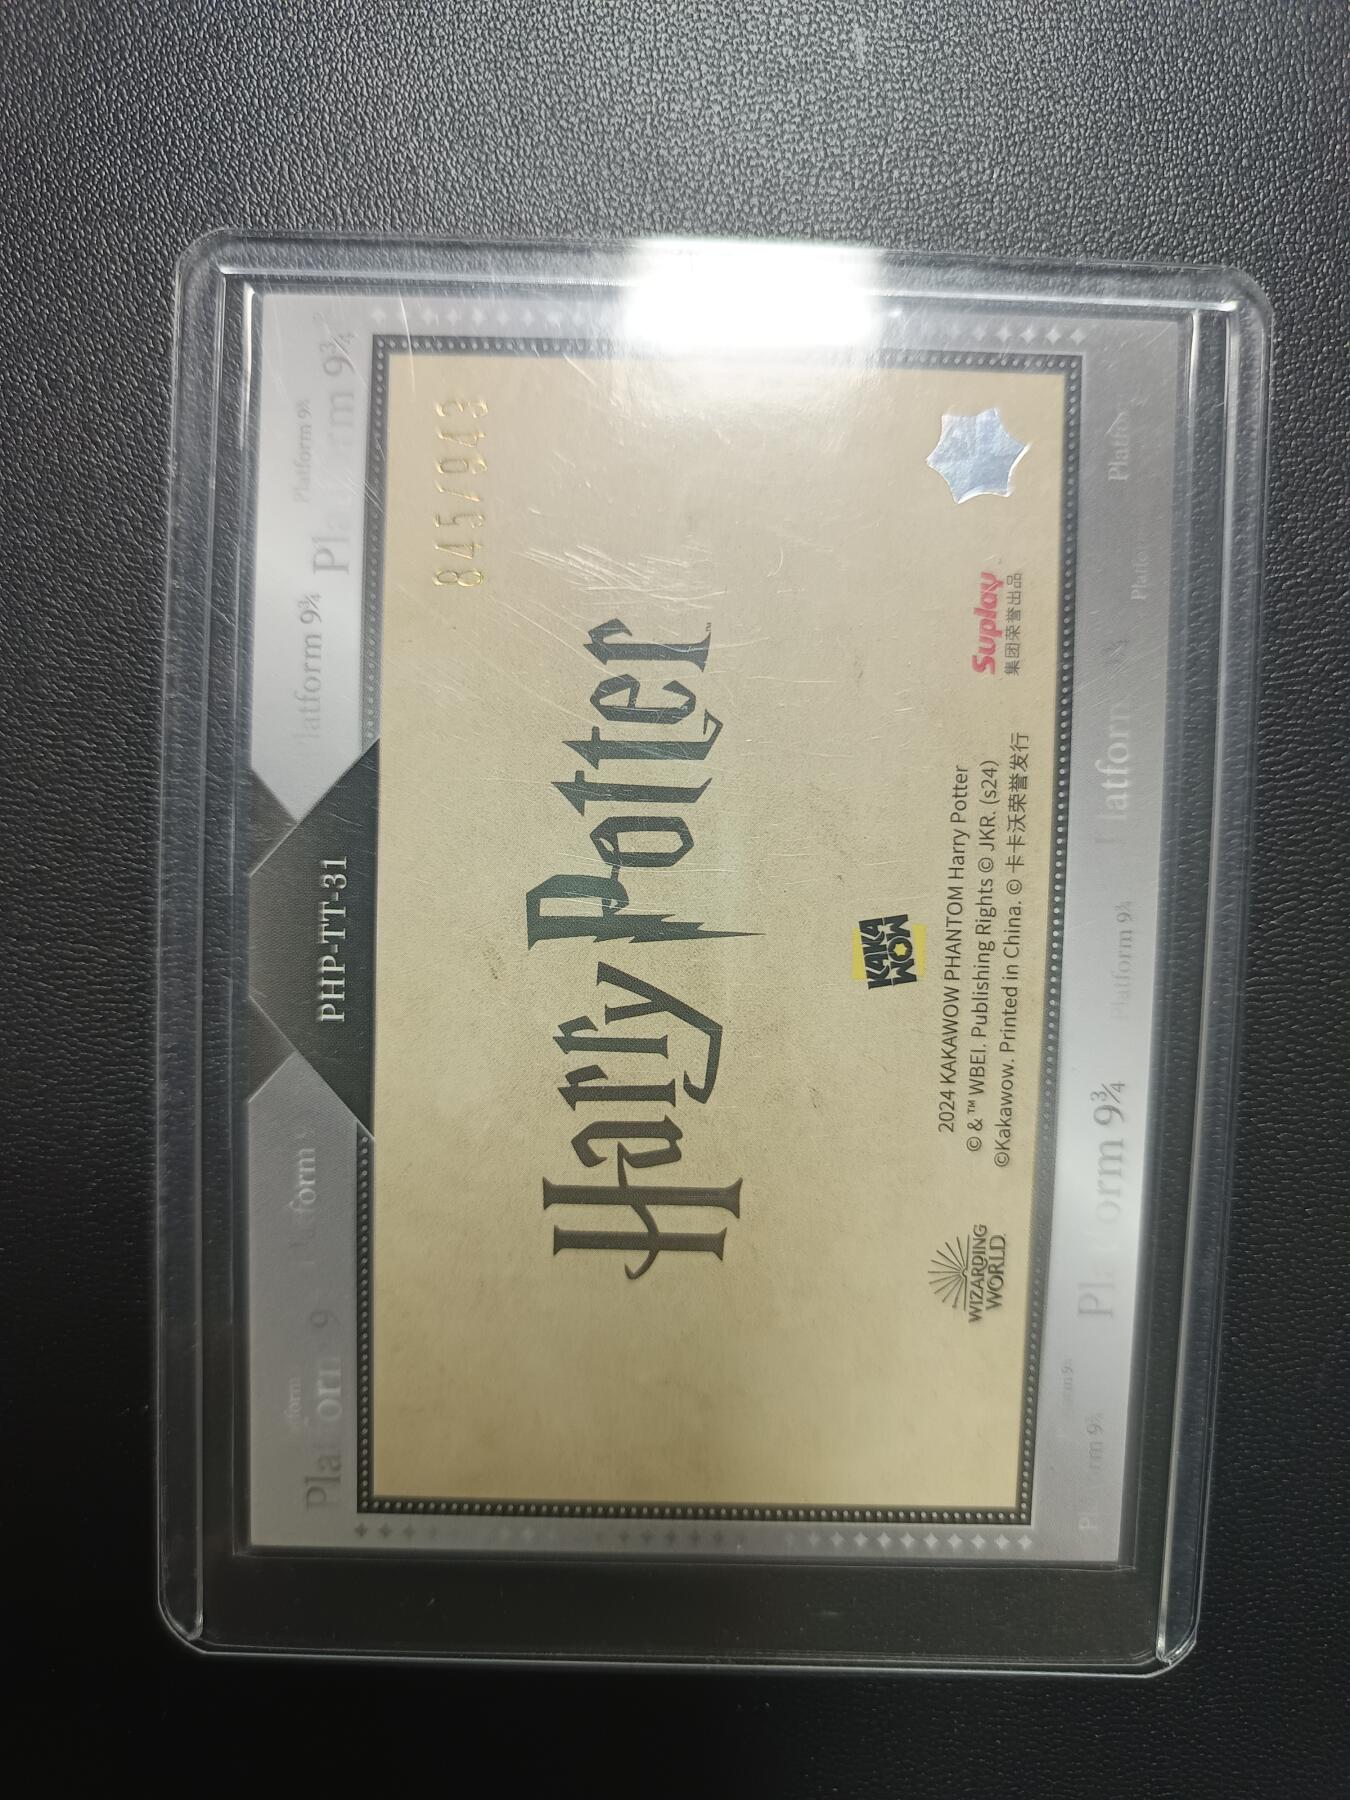 PHP-TT-31
845/943
Harry Potter™
KAKA
WOW
WIZARDING
WORLD
2024 KAKAWOW PHANTOM Harry Potter
© & ™ WBEI. Publishing Rights © JKR. (s24)
©Kakawow. Printed in China. © 卡卡沃荣誉发行
Suplay
集团荣誉出品
Platform 9¾
Platform 9¾
Platform 9¾
Platform 9¾